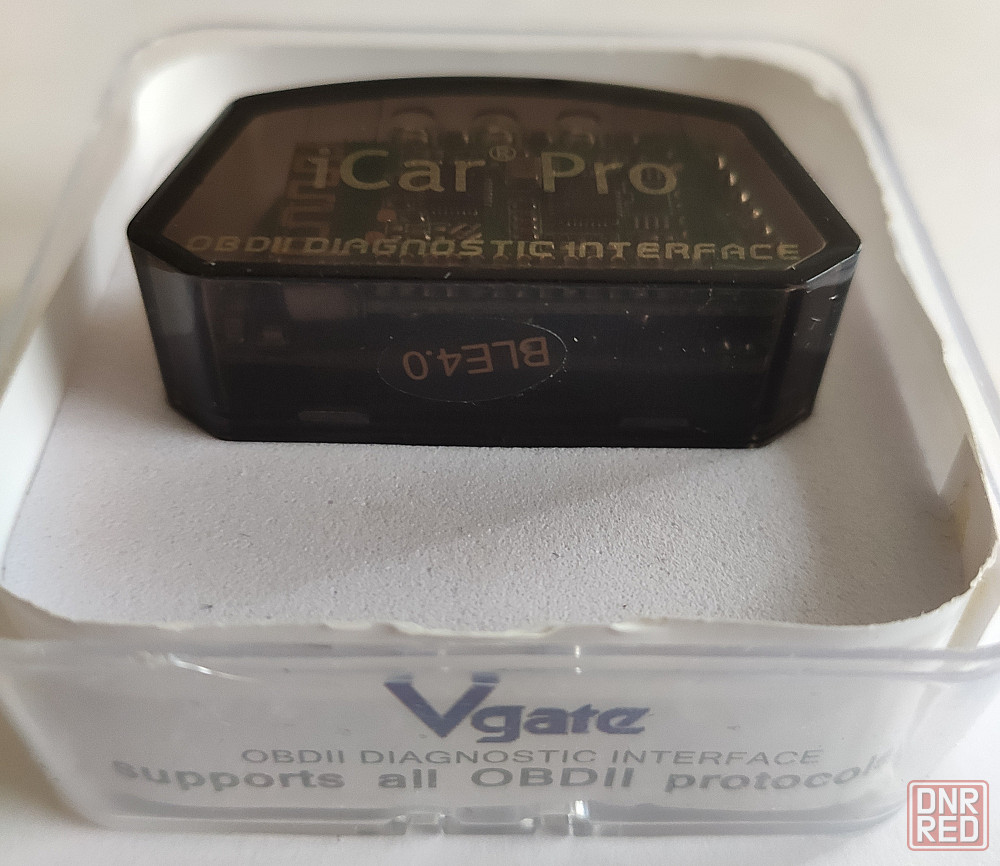 iCar® Pro
OBDII DIAGNOSTIC INTERFACE
BLE4.0
Vgate
OBDII DIAGNOSTIC INTERFACE
supports all OBDII protocols
DNR
RED